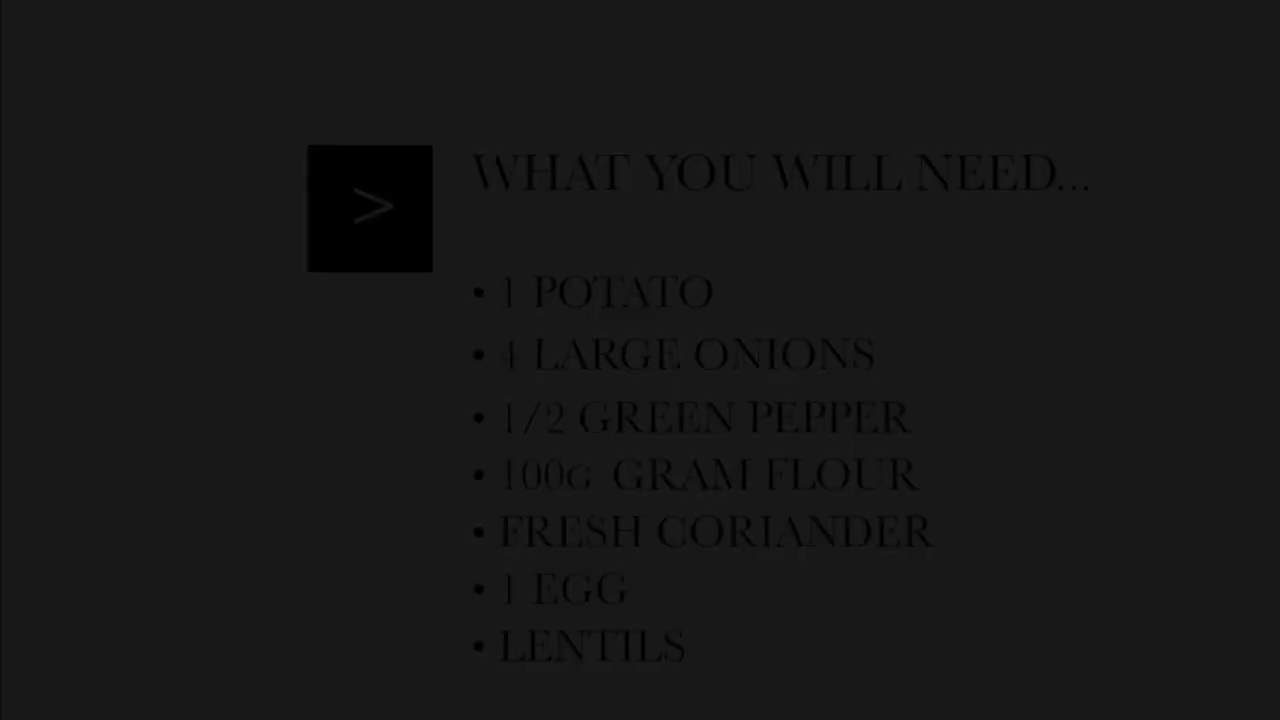 >
WHAT YOU WILL NEED...
• 1 POTATO
• 4 LARGE ONIONS
• 1/2 GREEN PEPPER
• 100G GRAM FLOUR
• FRESH CORIANDER
• 1 EGG
• LENTILS